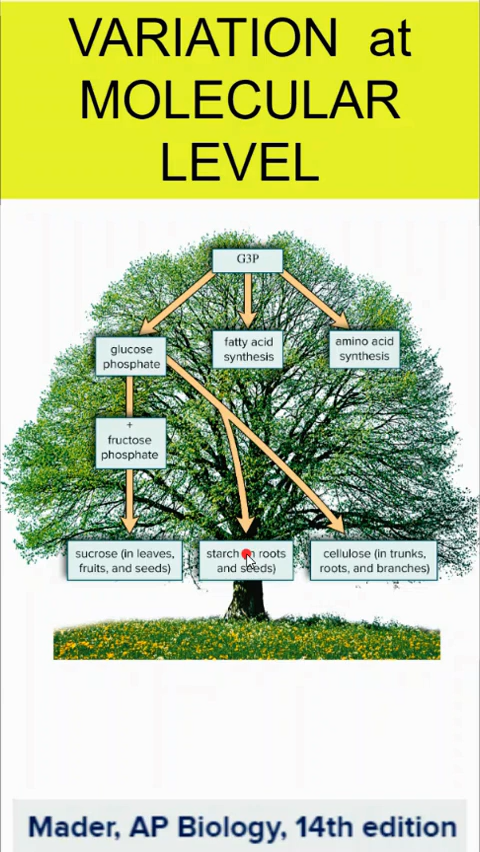 VARIATION at
MOLECULAR
LEVEL
G3P
glucose
phosphate
fatty acid
synthesis
amino acid
synthesis
+
fructose
phosphate
sucrose (in leaves,
fruits, and seeds)
starch (in roots
and seeds)
cellulose (in trunks,
roots, and branches)
Mader, AP Biology, 14th edition